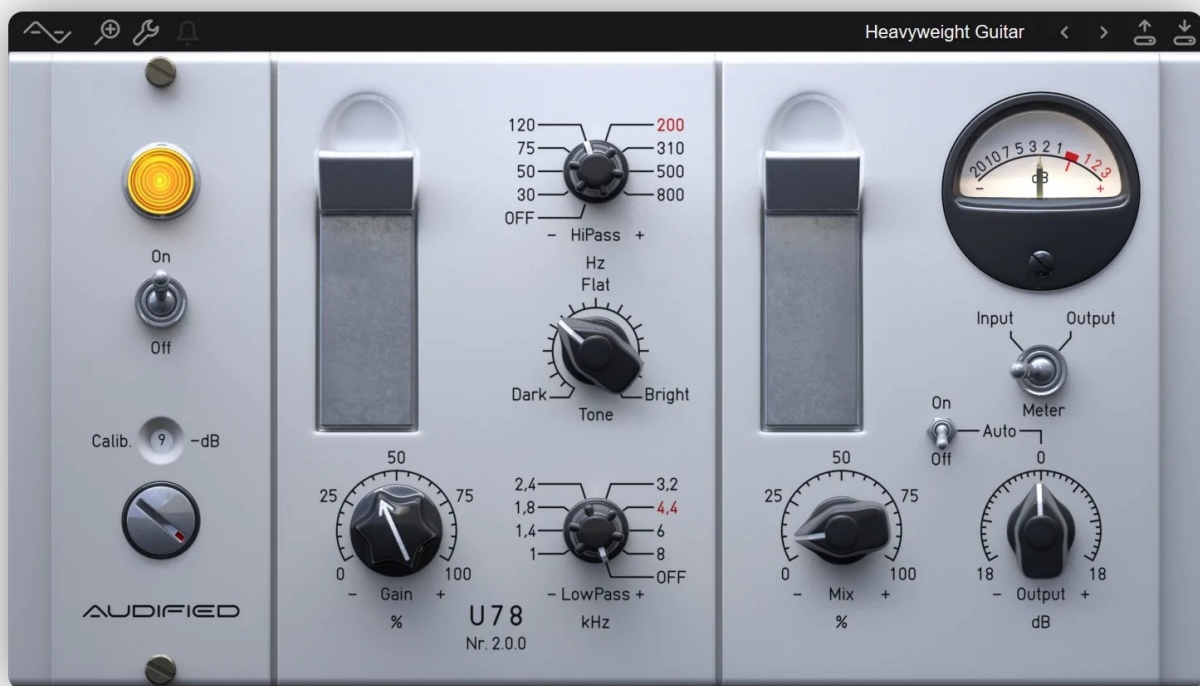 Heavyweight Guitar
On
Off
Calib. 9 -dB
AUDIFIED
120 200
75 310
50 500
30 800
OFF
- HiPass +
Hz
Flat
Dark Bright
Tone
50
25 75
0 100
- Gain +
%
2,4 3,2
1,8 4,4
1,4 6
1 8
OFF
- LowPass +
kHz
U78
Nr. 2.0.0
20 10 7 5 3 2 1 1 2 3
- dB +
Input Output
Meter
On
Auto
Off
50
25 75
0 100
- Mix +
%
0
18 18
- Output +
dB